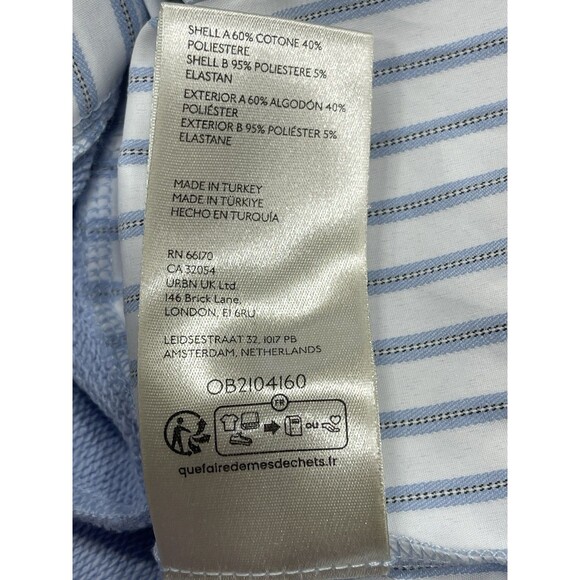 SHELL A 60% COTONE 40%
POLIESTERE
SHELL B 95% POLIESTERE 5%
ELASTAN
EXTERIOR A 60% ALGODÓN 40%
POLIÉSTER
EXTERIOR B 95% POLIÉSTER 5%
ELASTANE
MADE IN TURKEY
MADE IN TÜRKIYE
HECHO EN TURQUÍA
RN 66170
CA 32054
URBN UK Ltd.
146 Brick Lane,
LONDON, E1 6RU
LEIDSESTRAAT 32, 1017 PB
AMSTERDAM, NETHERLANDS
OB2104160
FR
OU
quefairedemesdechets.fr